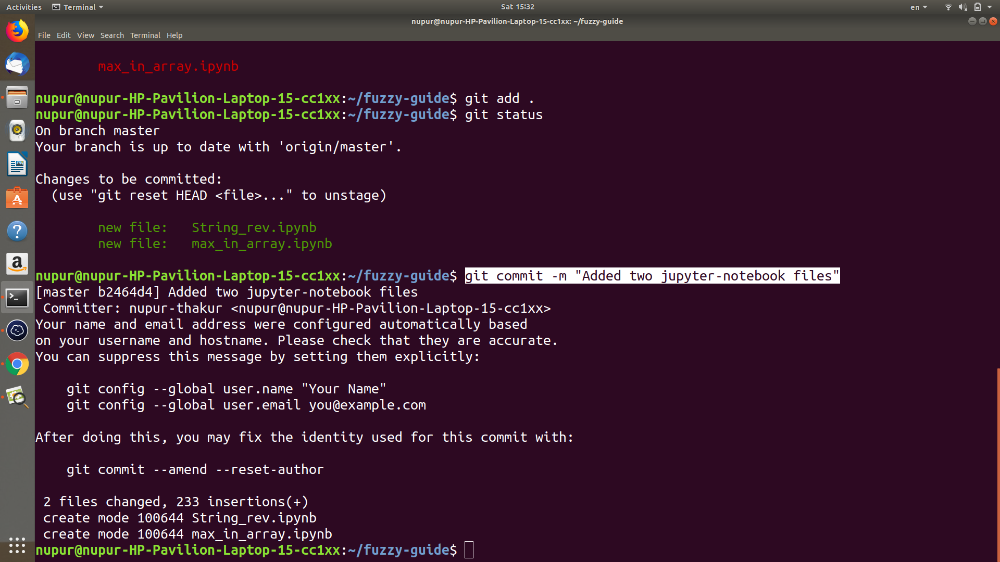 Activities Terminal Sat 15:32 en
nupur@nupur-HP-Pavilion-Laptop-15-cc1xx: ~/fuzzy-guide
File Edit View Search Terminal Help
max_in_array.ipynb
nupur@nupur-HP-Pavilion-Laptop-15-cc1xx:~/fuzzy-guide$ git add .
nupur@nupur-HP-Pavilion-Laptop-15-cc1xx:~/fuzzy-guide$ git status
On branch master
Your branch is up to date with 'origin/master'.
Changes to be committed:
  (use "git reset HEAD <file>..." to unstage)
        new file:   String_rev.ipynb
        new file:   max_in_array.ipynb
nupur@nupur-HP-Pavilion-Laptop-15-cc1xx:~/fuzzy-guide$ git commit -m "Added two jupyter-notebook files"
[master b2464d4] Added two jupyter-notebook files
 Committer: nupur-thakur <nupur@nupur-HP-Pavilion-Laptop-15-cc1xx>
Your name and email address were configured automatically based
on your username and hostname. Please check that they are accurate.
You can suppress this message by setting them explicitly:
    git config --global user.name "Your Name"
    git config --global user.email you@example.com
After doing this, you may fix the identity used for this commit with:
    git commit --amend --reset-author
 2 files changed, 233 insertions(+)
 create mode 100644 String_rev.ipynb
 create mode 100644 max_in_array.ipynb
nupur@nupur-HP-Pavilion-Laptop-15-cc1xx:~/fuzzy-guide$